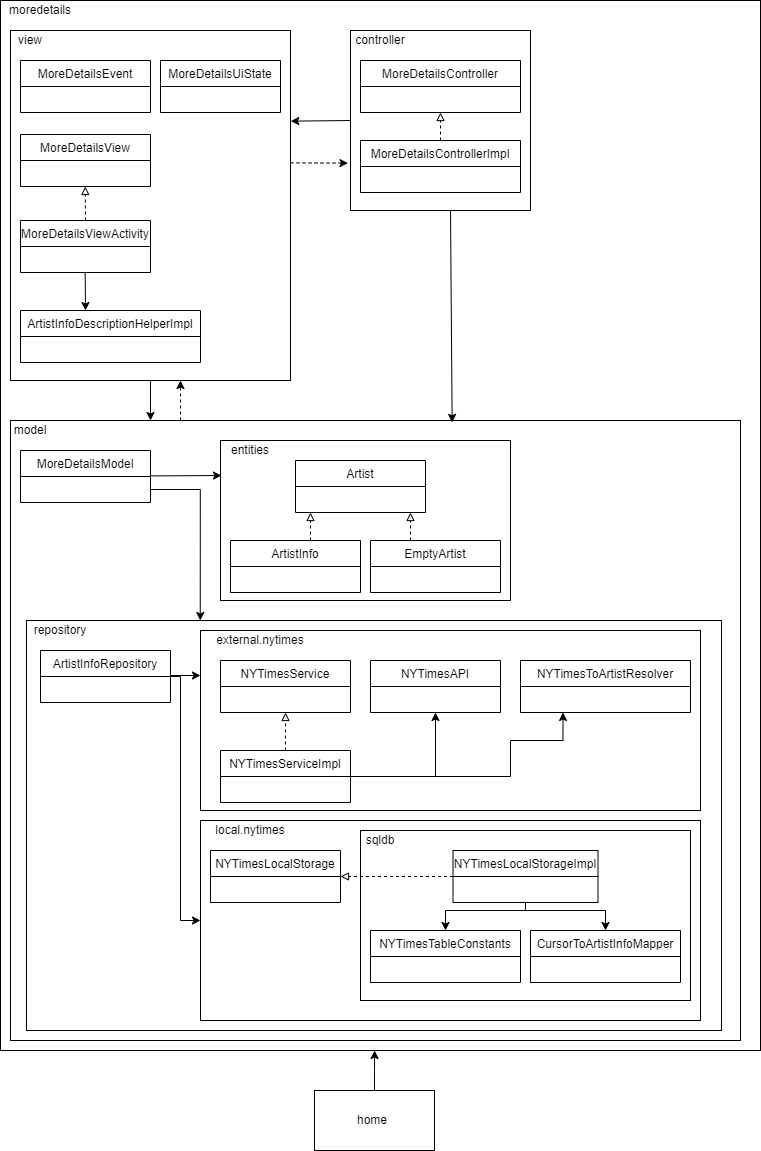 moredetails
view
controller
MoreDetailsEvent
MoreDetailsUiState
MoreDetailsController
MoreDetailsView
MoreDetailsControllerImpl
MoreDetailsViewActivity
ArtistInfoDescriptionHelperImpl
model
entities
MoreDetailsModel
Artist
ArtistInfo
EmptyArtist
repository
external.nytimes
ArtistInfoRepository
NYTimesService
NYTimesAPI
NYTimesToArtistResolver
NYTimesServiceImpl
local.nytimes
sqldb
NYTimesLocalStorage
NYTimesLocalStorageImpl
NYTimesTableConstants
CursorToArtistInfoMapper
home